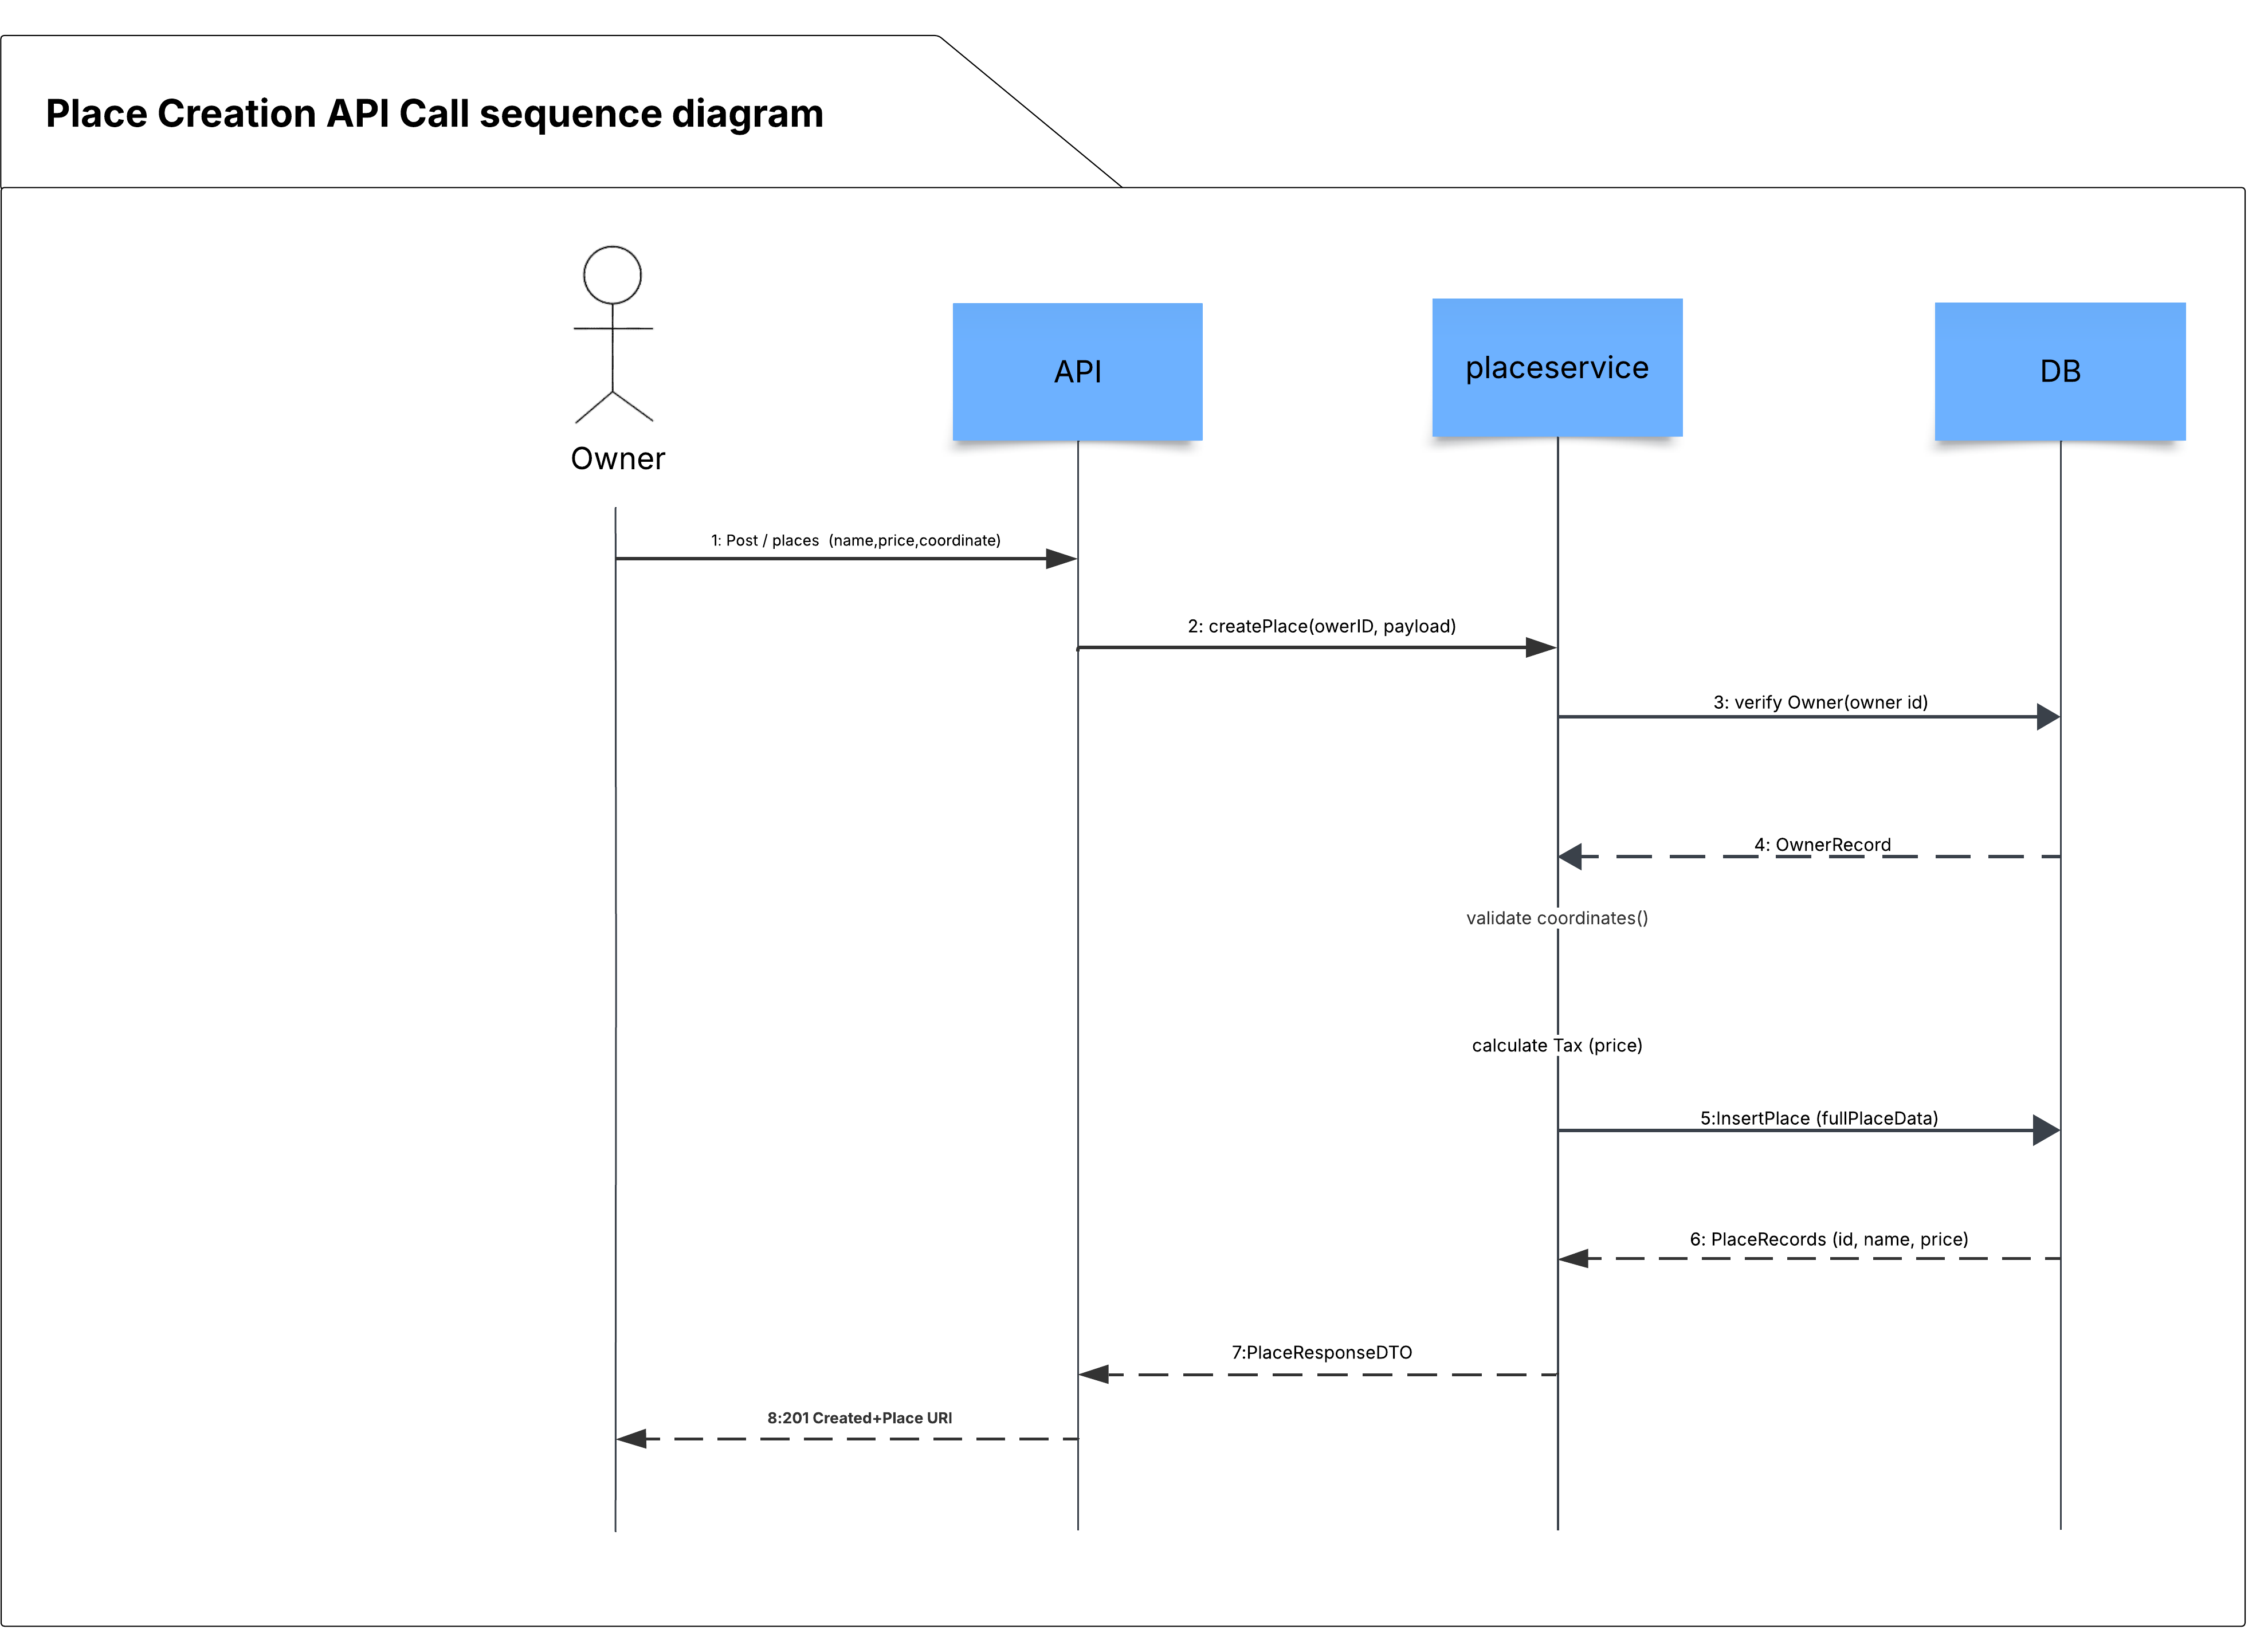 Place Creation API Call sequence diagram
Owner
API
placeservice
DB
1: Post / places  (name,price,coordinate)
2: createPlace(owerID, payload)
3: verify Owner(owner id)
4: OwnerRecord
validate coordinates()
calculate Tax (price)
5:InsertPlace (fullPlaceData)
6: PlaceRecords (id, name, price)
7:PlaceResponseDTO
8:201 Created+Place URI